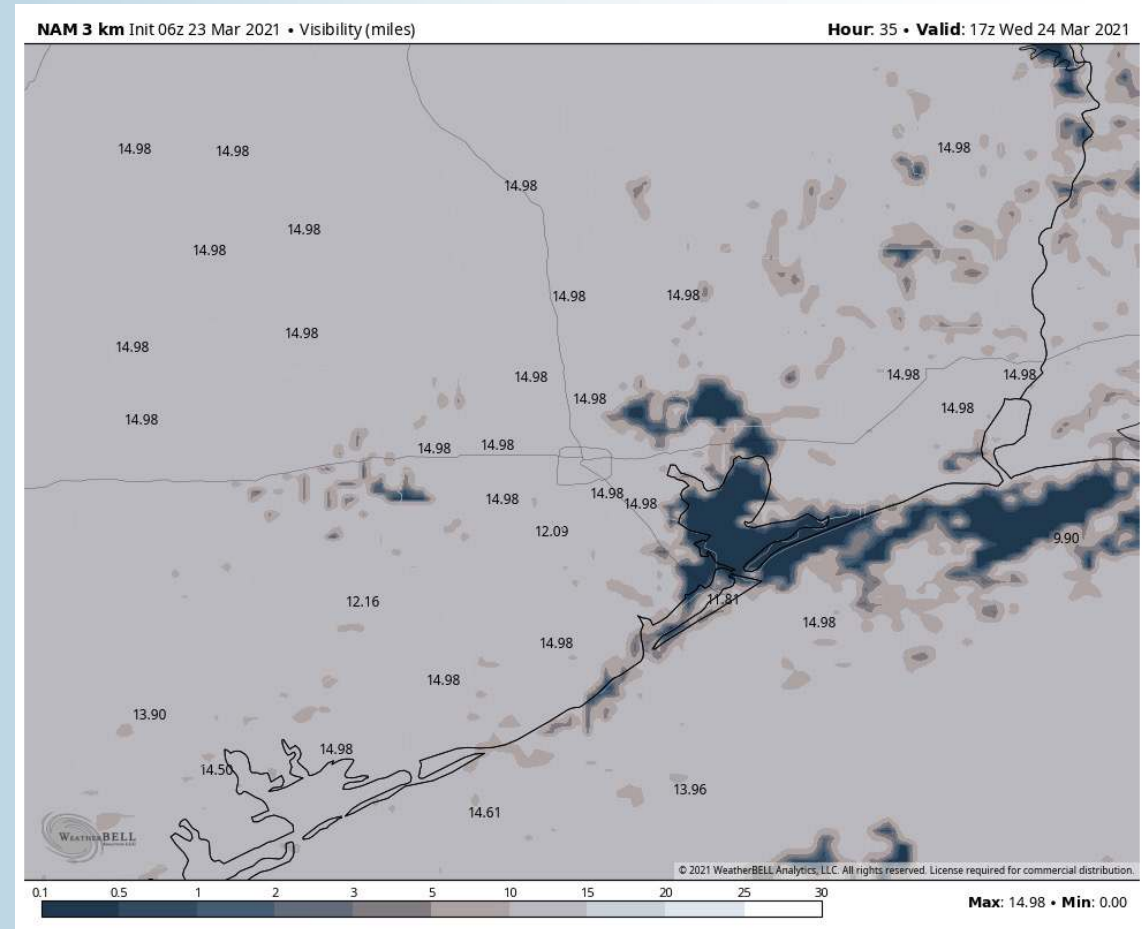 NAM 3 km Init 06z 23 Mar 2021 • Visibility (miles)
Hour: 35 • Valid: 17z Wed 24 Mar 2021
14.98 14.98 14.98
14.98
14.98
14.98
14.98 14.98
14.98
14.98
14.98 14.98 14.98
14.98 14.98
14.98
14.98 14.98
14.98 14.98 14.98
12.09 9.90
12.16 11.81
14.98 14.98
14.98
13.90
14.98
14.50
13.96
14.61
WEATHERBELL
© 2021 WeatherBELL Analytics, LLC. All rights reserved. License required for commercial distribution.
0.1 0.5 1 2 3 5 10 15 20 25 30
Max: 14.98 • Min: 0.00